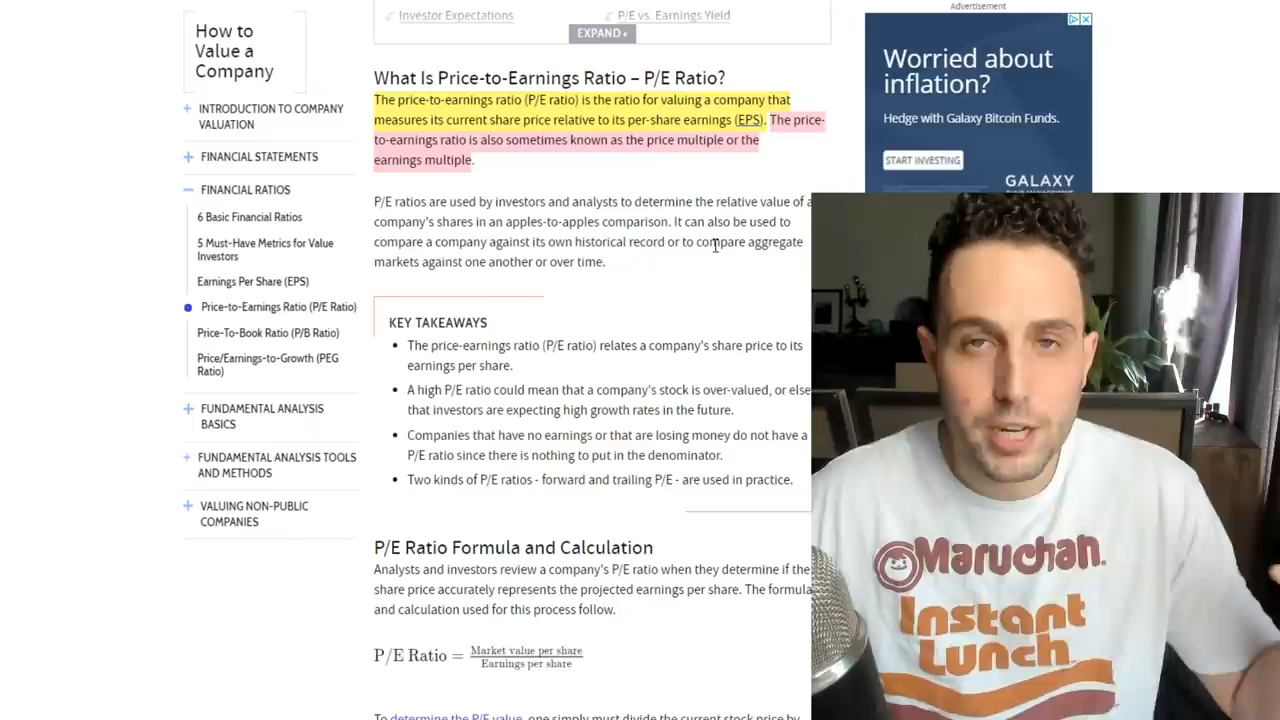 How to
Value a
Company
+ INTRODUCTION TO COMPANY
VALUATION
+ FINANCIAL STATEMENTS
− FINANCIAL RATIOS
6 Basic Financial Ratios
5 Must-Have Metrics for Value
Investors
Earnings Per Share (EPS)
Price-to-Earnings Ratio (P/E Ratio)
Price-To-Book Ratio (P/B Ratio)
Price/Earnings-to-Growth (PEG
Ratio)
+ FUNDAMENTAL ANALYSIS
BASICS
+ FUNDAMENTAL ANALYSIS TOOLS
AND METHODS
+ VALUING NON-PUBLIC
COMPANIES
Investor Expectations
P/E vs. Earnings Yield
EXPAND +
What Is Price-to-Earnings Ratio – P/E Ratio?
The price-to-earnings ratio (P/E ratio) is the ratio for valuing a company that
measures its current share price relative to its per-share earnings (EPS). The price-
to-earnings ratio is also sometimes known as the price multiple or the
earnings multiple.
P/E ratios are used by investors and analysts to determine the relative value of a
company's shares in an apples-to-apples comparison. It can also be used to
compare a company against its own historical record or to compare aggregate
markets against one another or over time.
KEY TAKEAWAYS
• The price-earnings ratio (P/E ratio) relates a company's share price to its
earnings per share.
• A high P/E ratio could mean that a company's stock is over-valued, or else
that investors are expecting high growth rates in the future.
• Companies that have no earnings or that are losing money do not have a
P/E ratio since there is nothing to put in the denominator.
• Two kinds of P/E ratios - forward and trailing P/E - are used in practice.
P/E Ratio Formula and Calculation
Analysts and investors review a company's P/E ratio when they determine if the
share price accurately represents the projected earnings per share. The formula
and calculation used for this process follow.
P/E Ratio = Market value per share
Earnings per share
To determine the P/E value, one simply must divide the current stock price by
Advertisement
Worried about
inflation?
Hedge with Galaxy Bitcoin Funds.
START INVESTING
GALAXY
Maruchan.
Instant
Lunch